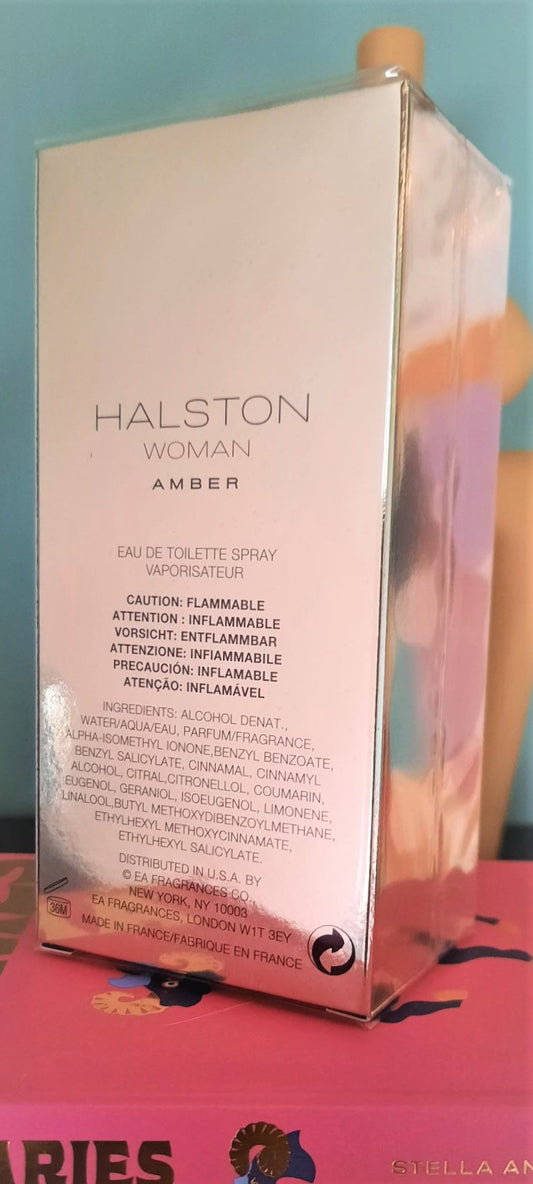 HALSTON
WOMAN
AMBER
EAU DE TOILETTE SPRAY
VAPORISATEUR
CAUTION: FLAMMABLE
ATTENTION : INFLAMMABLE
VORSICHT: ENTFLAMMBAR
ATTENZIONE: INFIAMMABILE
PRECAUCIÓN: INFLAMABLE
ATENÇÃO: INFLAMÁVEL
INGREDIENTS: ALCOHOL DENAT.,
WATER/AQUA/EAU, PARFUM/FRAGRANCE,
ALPHA-ISOMETHYL IONONE,BENZYL BENZOATE,
BENZYL SALICYLATE, CINNAMAL, CINNAMYL
ALCOHOL, CITRAL,CITRONELLOL, COUMARIN,
EUGENOL, GERANIOL, ISOEUGENOL, LIMONENE,
LINALOOL,BUTYL METHOXYDIBENZOYLMETHANE,
ETHYLHEXYL METHOXYCINNAMATE,
ETHYLHEXYL SALICYLATE.
DISTRIBUTED IN U.S.A. BY
© EA FRAGRANCES CO.,
NEW YORK, NY 10003
EA FRAGRANCES, LONDON W1T 3EY
MADE IN FRANCE/FABRIQUE EN FRANCE
36M
ARIES
STELLA AN